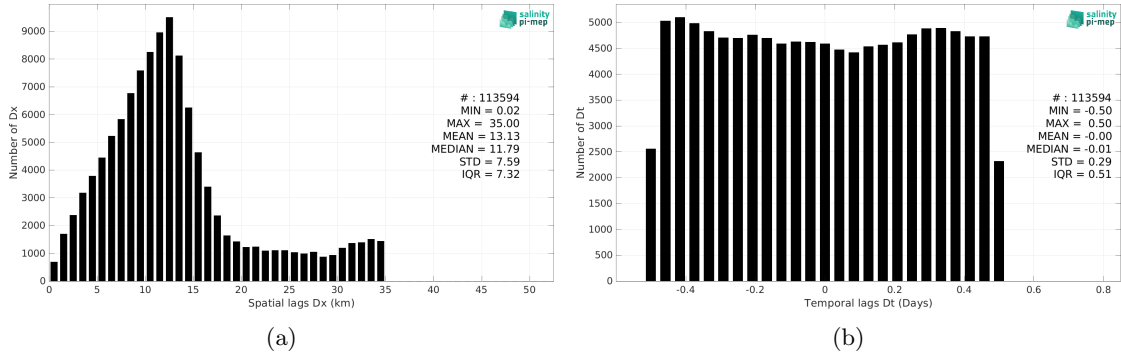 salinity
pi-mep
9000
8000
7000
6000
5000
4000
3000
2000
1000
0
Number of Dx
# : 113594
MIN = 0.02
MAX = 35.00
MEAN = 13.13
MEDIAN = 11.79
STD = 7.59
IQR = 7.32
0 5 10 15 20 25 30 35 40 45 50
Spatial lags Dx (km)
(a)
salinity
pi-mep
5000
4500
4000
3500
3000
2500
2000
1500
1000
500
0
Number of Dt
# : 113594
MIN = -0.50
MAX = 0.50
MEAN = -0.00
MEDIAN = -0.01
STD = 0.29
IQR = 0.51
-0.4 -0.2 0 0.2 0.4 0.6 0.8
Temporal lags Dt (Days)
(b)